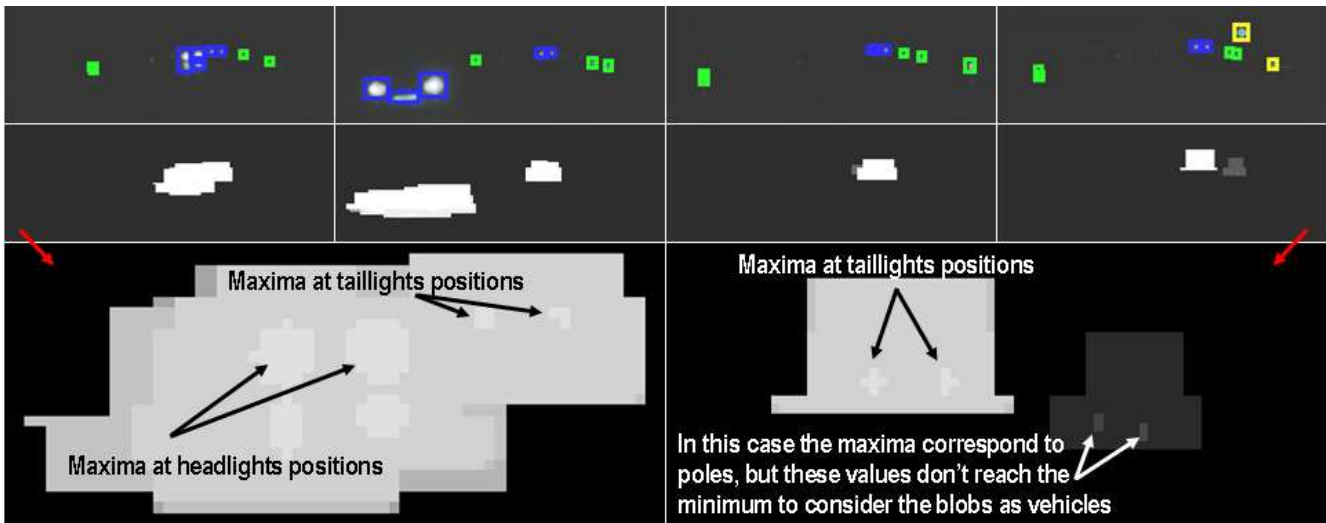 Maxima at taillights positions
Maxima at headlights positions
Maxima at taillights positions
In this case the maxima correspond to
poles, but these values don't reach the
minimum to consider the blobs as vehicles